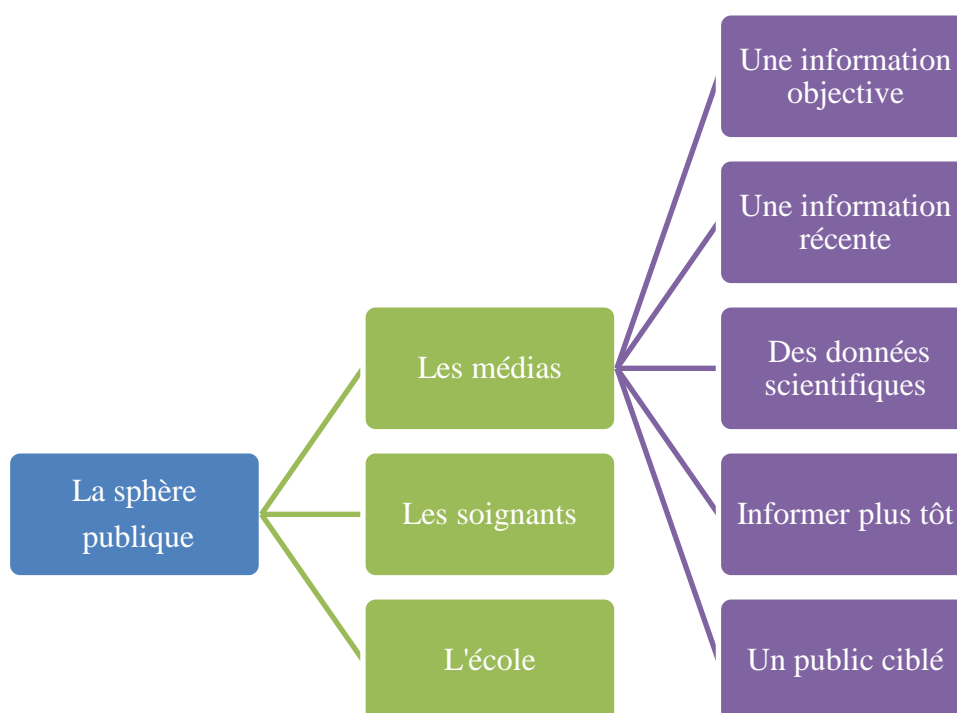 Une information
objective
Une information
récente
Les médias
Des données
scientifiques
La sphère
publique
Les soignants
Informer plus tôt
L'école
Un public ciblé